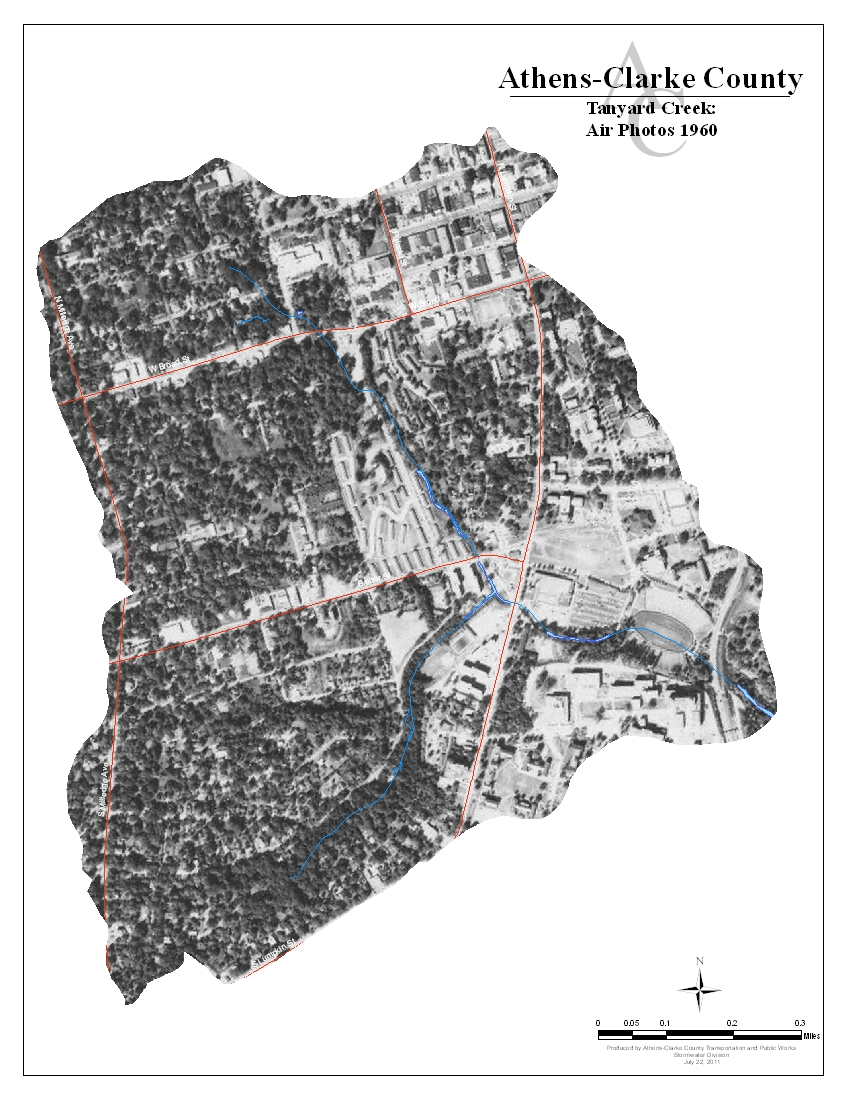 Athens-Clarke County
AC
Tanyard Creek:
Air Photos 1960
N Milledge Ave
W Broad St
S Milledge Ave
S Lumpkin St
N
0 0.05 0.1 0.2 0.3
Miles
Produced by Athens-Clarke County Transportation and Public Works
Stormwater Division
July 22, 2011